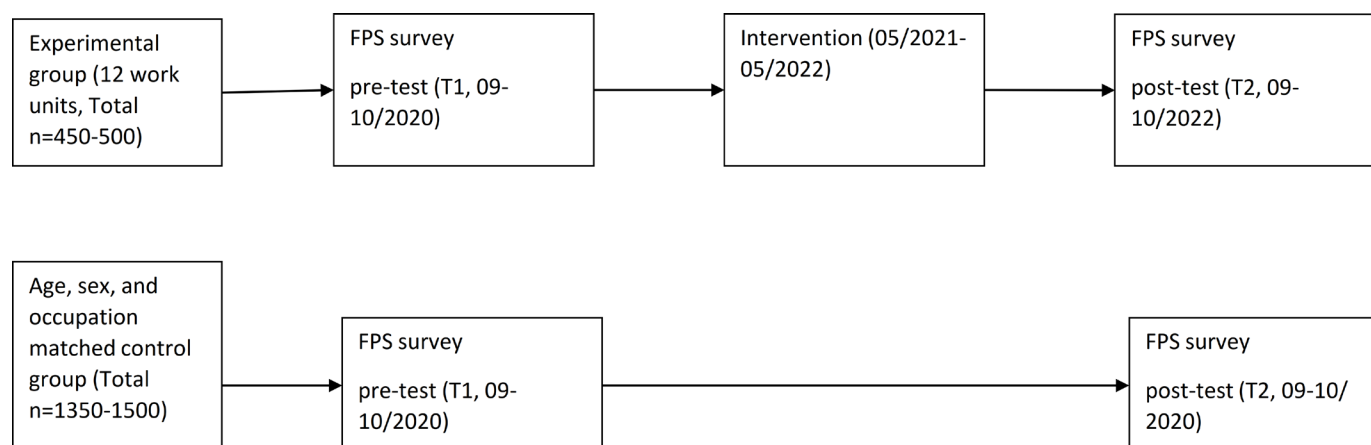 Experimental
group (12 work
units, Total
n=450-500)
FPS survey
pre-test (T1, 09-
10/2020)
Intervention (05/2021-
05/2022)
FPS survey
post-test (T2, 09-
10/2022)
Age, sex, and
occupation
matched control
group (Total
n=1350-1500)
FPS survey
pre-test (T1, 09-
10/2020)
FPS survey
post-test (T2, 09-10/
2020)